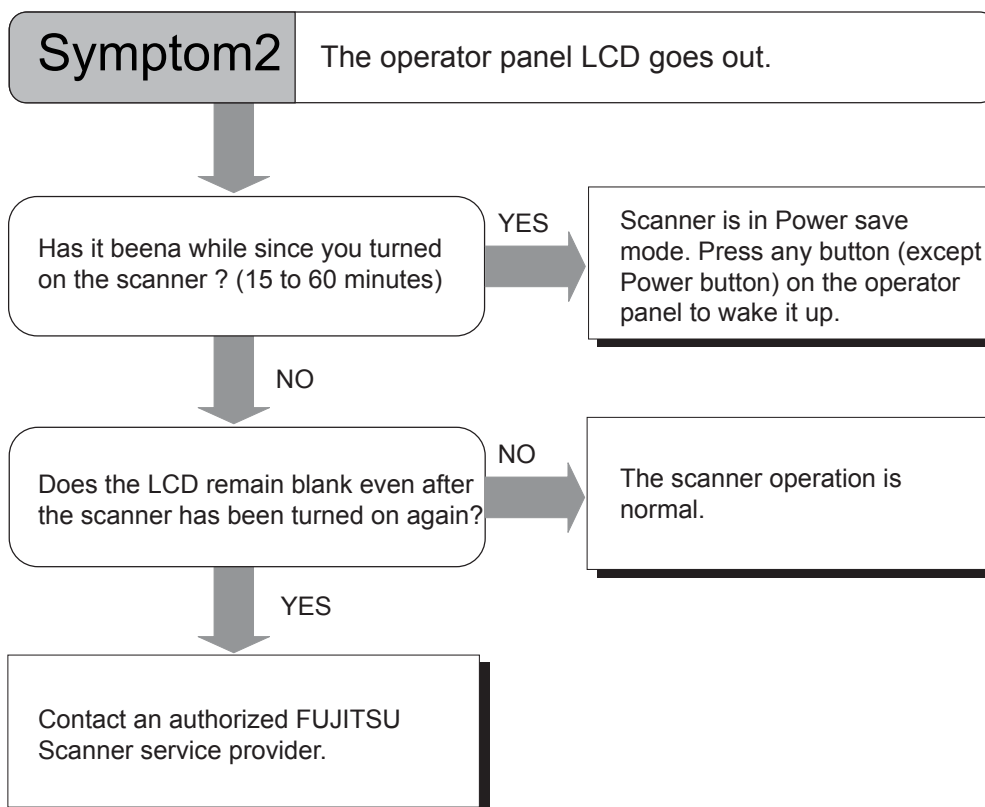 Symptom2
The operator panel LCD goes out.
Has it beena while since you turned
on the scanner ? (15 to 60 minutes)
YES
Scanner is in Power save
mode. Press any button (except
Power button) on the operator
panel to wake it up.
NO
Does the LCD remain blank even after
the scanner has been turned on again?
NO
The scanner operation is
normal.
YES
Contact an authorized FUJITSU
Scanner service provider.